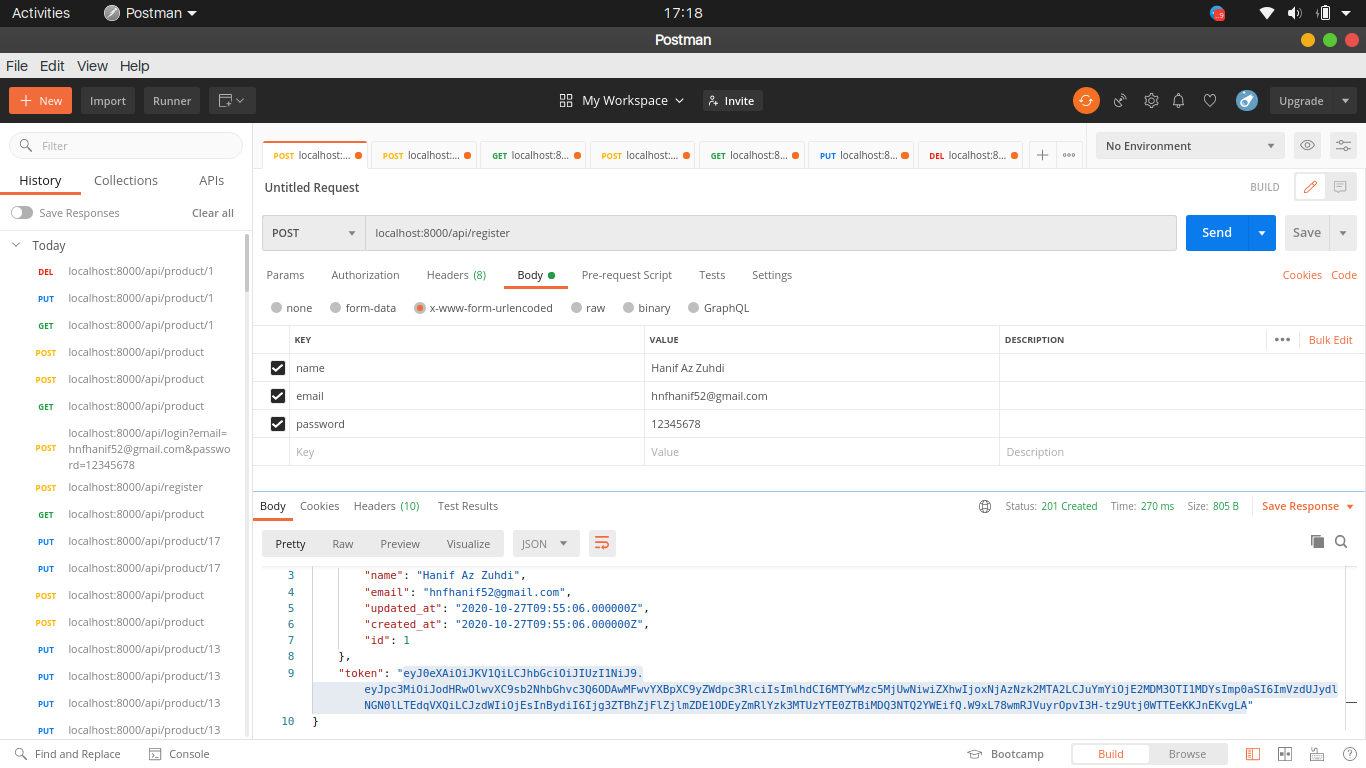 Activities Postman 17:18
Postman
File Edit View Help
New Import Runner My Workspace Invite Upgrade
Filter
History Collections APIs
Save Responses Clear all
Today
DEL localhost:8000/api/product/1
PUT localhost:8000/api/product/1
GET localhost:8000/api/product/1
POST localhost:8000/api/product
POST localhost:8000/api/product
GET localhost:8000/api/product
POST localhost:8000/api/login?email=
hnfhanif52@gmail.com&passwo
rd=12345678
POST localhost:8000/api/register
GET localhost:8000/api/product
PUT localhost:8000/api/product/17
PUT localhost:8000/api/product/17
POST localhost:8000/api/product
POST localhost:8000/api/product
PUT localhost:8000/api/product/13
PUT localhost:8000/api/product/13
PUT localhost:8000/api/product/13
PUT localhost:8000/api/product/13
POST localhost:... POST localhost:... GET localhost:8... POST localhost:... GET localhost:8... PUT localhost:8... DEL localhost:8... No Environment
Untitled Request BUILD
POST localhost:8000/api/register Send Save
Params Authorization Headers (8) Body Pre-request Script Tests Settings Cookies Code
none form-data x-www-form-urlencoded raw binary GraphQL
KEY VALUE DESCRIPTION Bulk Edit
name Hanif Az Zuhdi
email hnfhanif52@gmail.com
password 12345678
Key Value Description
Body Cookies Headers (10) Test Results Status: 201 Created Time: 270 ms Size: 805 B Save Response
Pretty Raw Preview Visualize JSON
3 "name": "Hanif Az Zuhdi",
4 "email": "hnfhanif52@gmail.com",
5 "updated_at": "2020-10-27T09:55:06.000000Z",
6 "created_at": "2020-10-27T09:55:06.000000Z",
7 "id": 1
8 },
9 "token": "eyJ0eXAiOiJKV1QiLCJhbGciOiJIUzI1NiJ9.
10 }
Find and Replace Console Bootcamp Build Browse